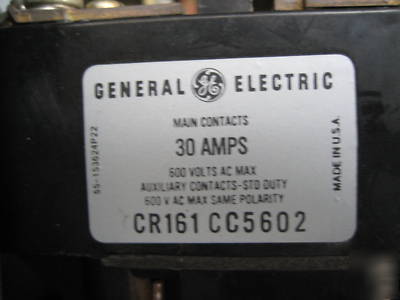 GENERAL GE ELECTRIC
MAIN CONTACTS
30 AMPS
600 VOLTS AC MAX
AUXILIARY CONTACTS-STD DUTY
600 V AC MAX SAME POLARITY
CR161 CC5602
55-153624P22
MADE IN U.S.A.